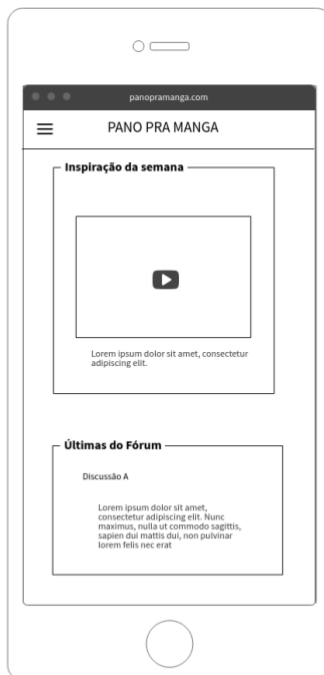 panopramanga.com
PANO PRA MANGA
Inspiração da semana
Lorem ipsum dolor sit amet, consectetur
adipiscing elit.
Últimas do Fórum
Discussão A
Lorem ipsum dolor sit amet,
consectetur adipiscing elit. Nunc
maximus, nulla ut commodo sagittis,
sapien dui mattis dui, non pulvinar
lorem felis nec erat